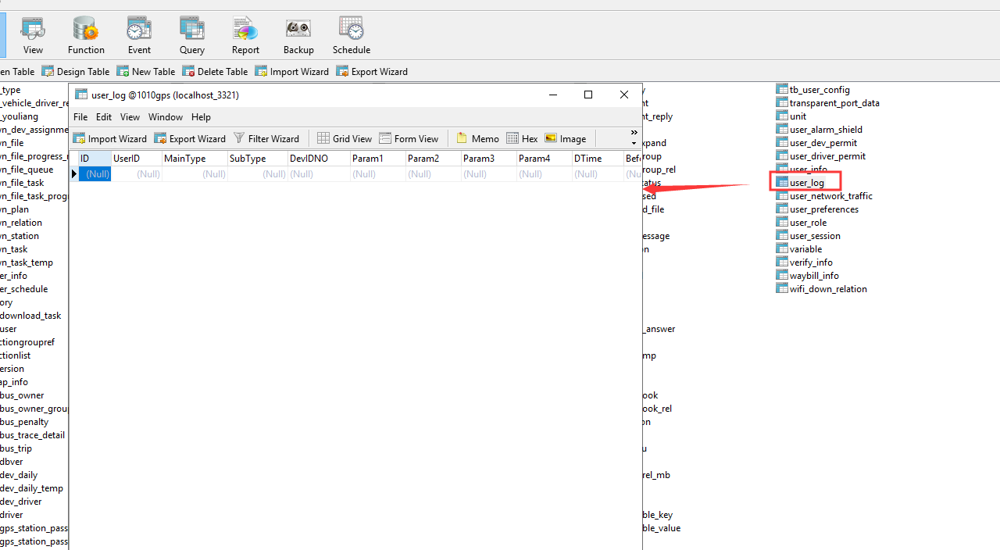 View Function Event Query Report Backup Schedule
en Table Design Table New Table Delete Table Import Wizard Export Wizard
_type
_vehicle_driver_re
_youliang
vn_dev_assignme
vn_file
vn_file_progress_r
vn_file_queue
vn_file_task
vn_file_task_prog
vn_plan
vn_relation
vn_station
vn_task
vn_task_temp
er_info
er_schedule
ory
download_task
user
ctiongroupref
ctionlist
ersion
ap_info
bus_owner
bus_owner_grou
bus_penalty
bus_trace_detail
bus_trip
dbver
dev_daily
dev_daily_temp
dev_driver
driver
gps_station_pass
gps_station_pass
user_log @1010gps (localhost_3321)
File Edit View Window Help
Import Wizard Export Wizard Filter Wizard Grid View Form View Memo Hex Image »
ID UserID MainType SubType DevIDNO Param1 Param2 Param3 Param4 DTime Befo
(Null) (Null) (Null) (Null) (Null) (Null) (Null) (Null) (Null) (Null) (Nu
y
nt
nt_reply
xpand
roup
roup_rel
tatus
sed
d_file
essage
on
_answer
mp
ook
ook_rel
on
u
rel_mb
ble_key
ble_value
tb_user_config
transparent_port_data
unit
user_alarm_shield
user_dev_permit
user_driver_permit
user_info
user_log
user_network_traffic
user_preferences
user_role
user_session
variable
verify_info
waybill_info
wifi_down_relation